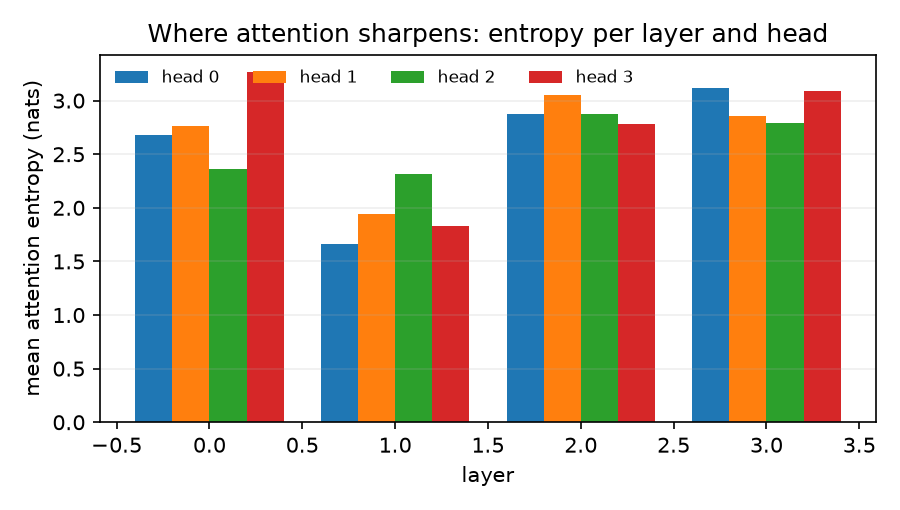 Where attention sharpens: entropy per layer and head
head 0 head 1 head 2 head 3
mean attention entropy (nats)
3.0
2.5
2.0
1.5
1.0
0.5
0.0
−0.5 0.0 0.5 1.0 1.5 2.0 2.5 3.0 3.5
layer